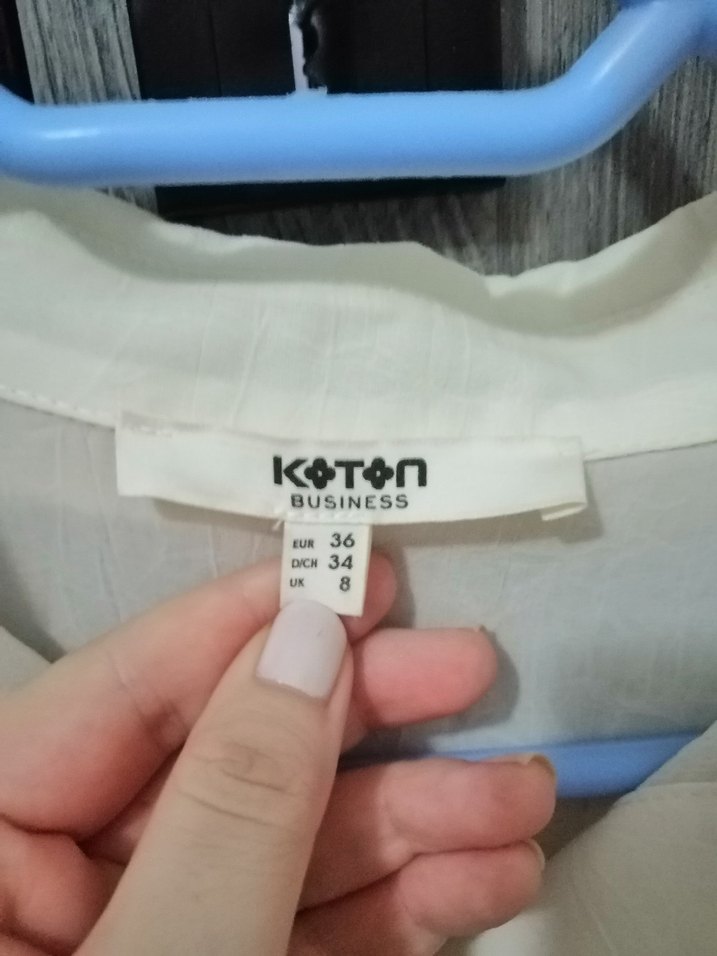 KOTON
BUSINESS
EUR 36
D/CH 34
UK 8